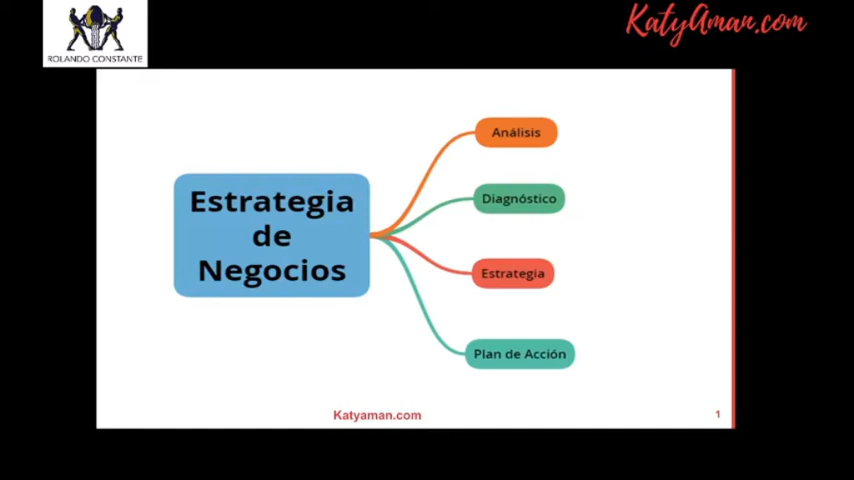 KatyAman.com
ROLANDO CONSTANTE
Análisis
Diagnóstico
Estrategia
de
Negocios
Estrategia
Plan de Acción
Katyaman.com
1